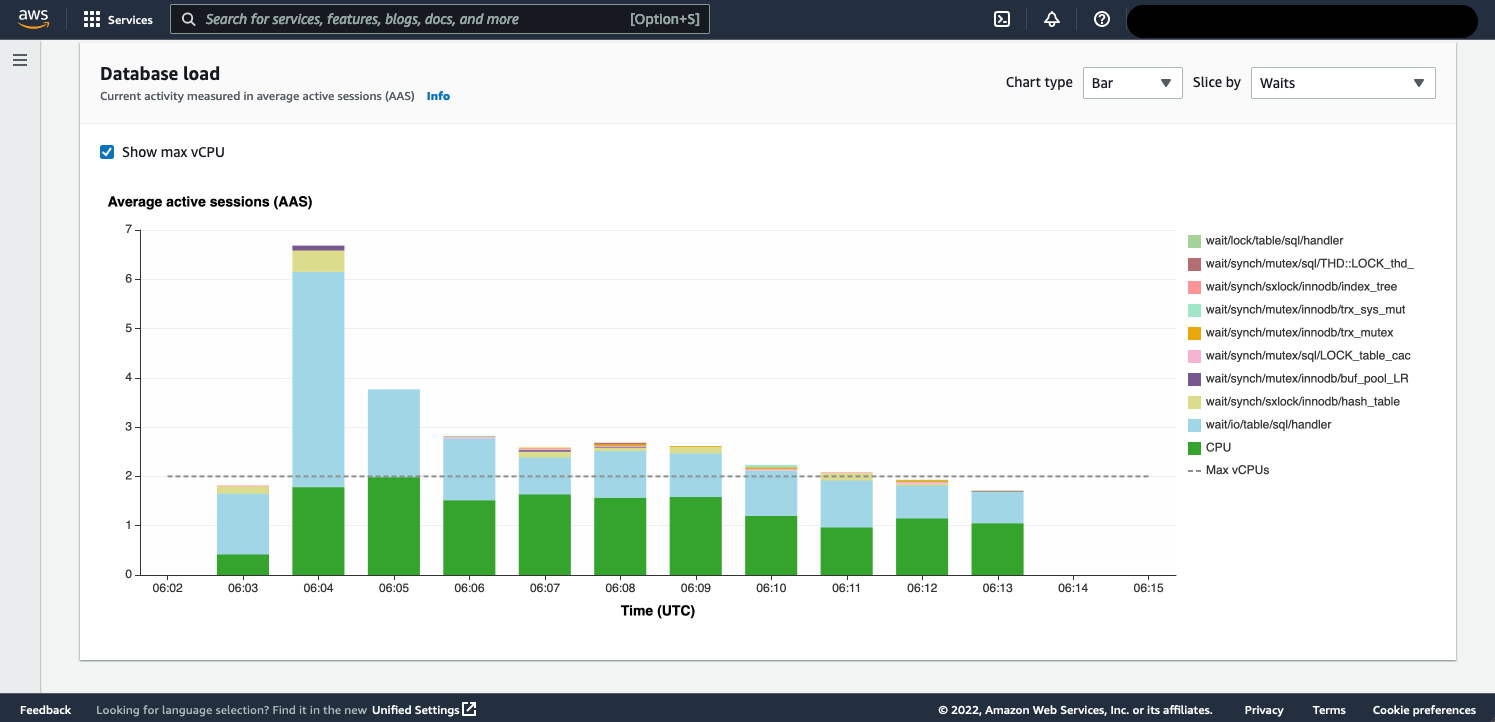 aws
Services
Search for services, features, blogs, docs, and more [Option+S]
Database load
Current activity measured in average active sessions (AAS) Info
Chart type Bar Slice by Waits
Show max vCPU
Average active sessions (AAS)
7
6
5
4
3
2
1
0
06:02 06:03 06:04 06:05 06:06 06:07 06:08 06:09 06:10 06:11 06:12 06:13 06:14 06:15
Time (UTC)
wait/lock/table/sql/handler
wait/synch/mutex/sql/THD::LOCK_thd_
wait/synch/sxlock/innodb/index_tree
wait/synch/mutex/innodb/trx_sys_mut
wait/synch/mutex/innodb/trx_mutex
wait/synch/mutex/sql/LOCK_table_cac
wait/synch/mutex/innodb/buf_pool_LR
wait/synch/sxlock/innodb/hash_table
wait/io/table/sql/handler
CPU
Max vCPUs
Feedback Looking for language selection? Find it in the new Unified Settings
© 2022, Amazon Web Services, Inc. or its affiliates. Privacy Terms Cookie preferences